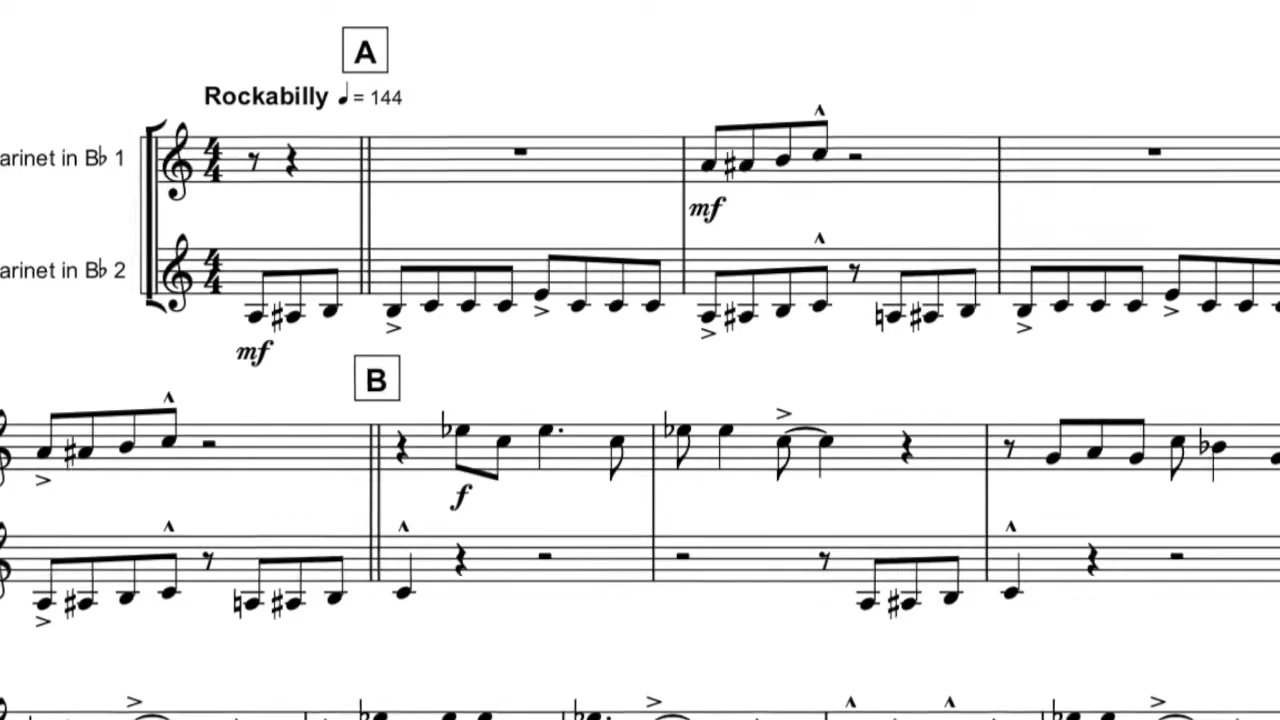 A
Rockabilly ♩= 144
arinet in B♭ 1
mf
arinet in B♭ 2
mf
B
f